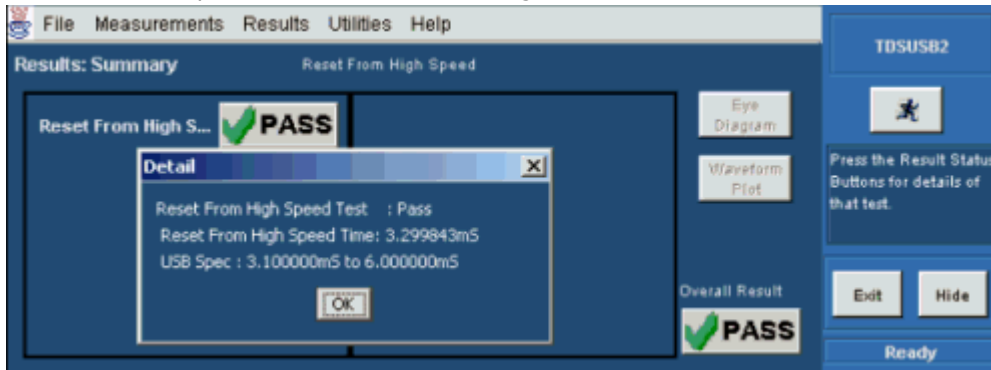 File Measurements Results Utilities Help
TDSUSB2
Results: Summary Reset From High Speed
Reset From High S... PASS
Eye
Diagram
Waveform
Plot
Detail
Reset From High Speed Test : Pass
Reset From High Speed Time: 3.299843mS
USB Spec : 3.100000mS to 6.000000mS
OK
Press the Result Status
Buttons for details of
that test.
Overall Result
PASS
Exit Hide
Ready